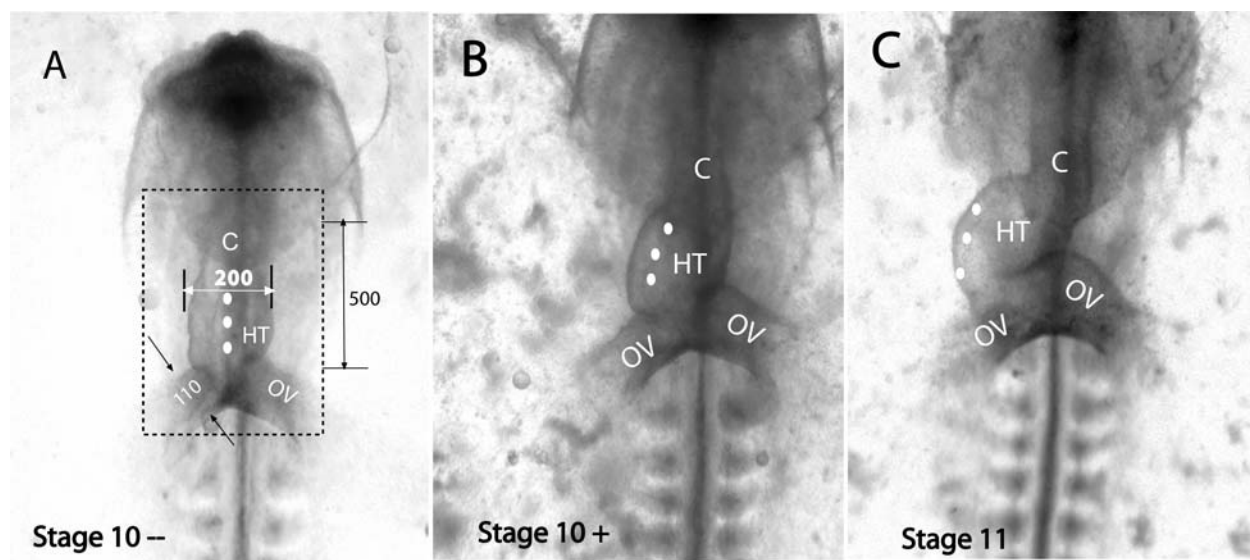 A
C
200
500
HT
110
OV
Stage 10 --
B
C
HT
OV
OV
Stage 10 +
C
C
HT
OV
OV
Stage 11